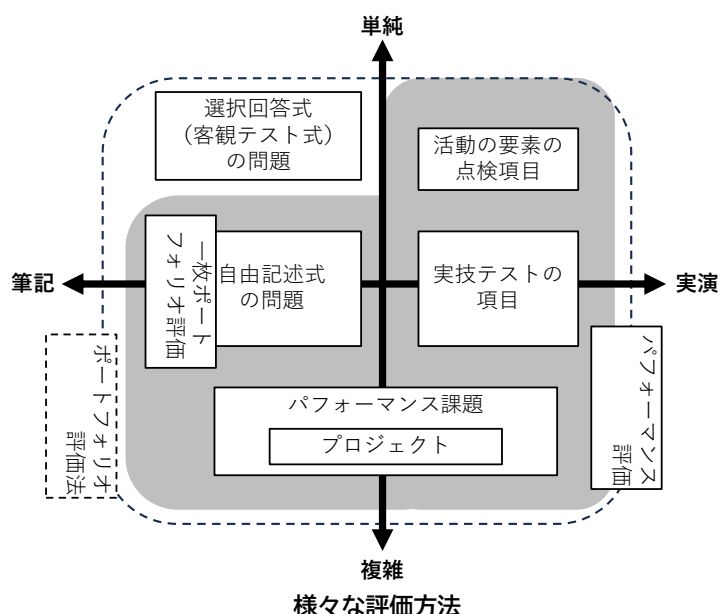 単純
選択回答式
（客観テスト式）
の問題
活動の要素の
点検項目
一枚ポート
フォリオ評価
自由記述式
の問題
実技テストの
項目
筆記
実演
ポートフォリオ
評価法
パフォーマンス
評価
パフォーマンス課題
プロジェクト
複雑
様々な評価方法